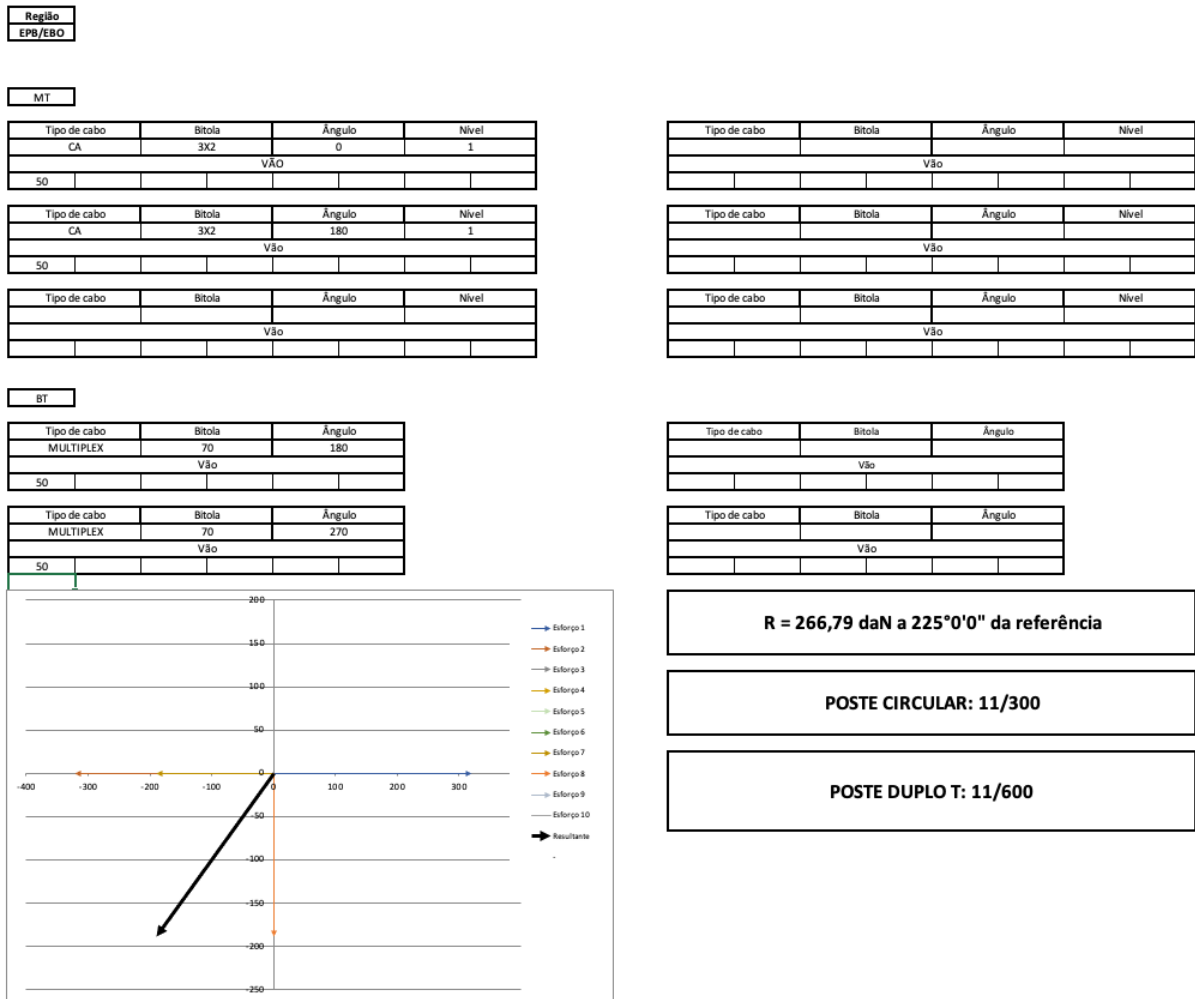 Região
EPB/EBO
MT
Tipo de cabo Bitola Ângulo Nível
CA 3X2 0 1
VÃO
50
Tipo de cabo Bitola Ângulo Nível
Vão
Tipo de cabo Bitola Ângulo Nível
CA 3X2 180 1
Vão
50
Tipo de cabo Bitola Ângulo Nível
Vão
Tipo de cabo Bitola Ângulo Nível
Vão
Tipo de cabo Bitola Ângulo Nível
Vão
BT
Tipo de cabo Bitola Ângulo
MULTIPLEX 70 180
Vão
50
Tipo de cabo Bitola Ângulo
Vão
Tipo de cabo Bitola Ângulo
MULTIPLEX 70 270
Vão
50
Tipo de cabo Bitola Ângulo
Vão
200
150
100
50
0
-400 -300 -200 -100 0 100 200 300
-50
-100
-150
-200
-250
Esforço 1
Esforço 2
Esforço 3
Esforço 4
Esforço 5
Esforço 6
Esforço 7
Esforço 8
Esforço 9
Esforço 10
Resultante
-
R = 266,79 daN a 225°0'0" da referência
POSTE CIRCULAR: 11/300
POSTE DUPLO T: 11/600